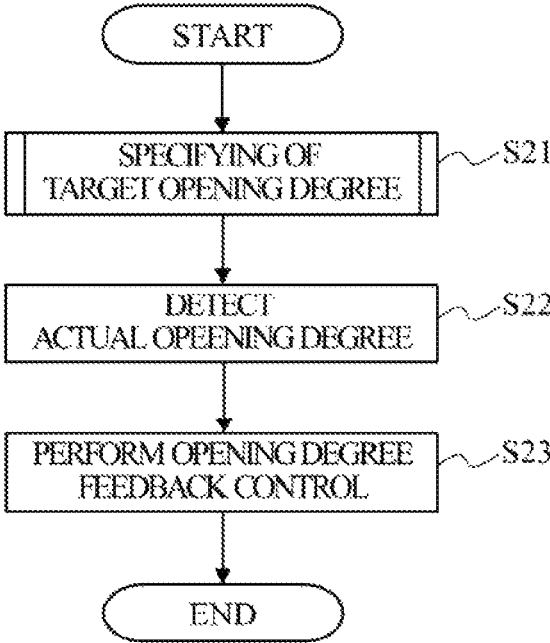 START
SPECIFYING OF
TARGET OPENING DEGREE
S21
DETECT
ACTUAL OPEENING DEGREE
S22
PERFORM OPENING DEGREE
FEEDBACK CONTROL
S23
END